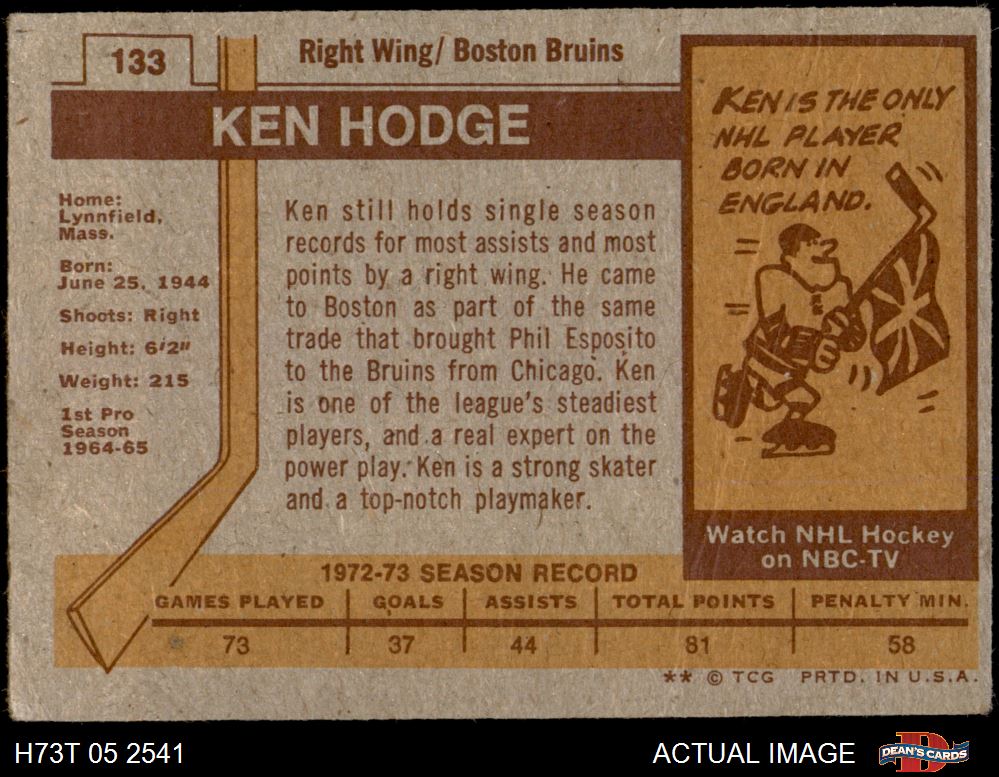 133
Right Wing/ Boston Bruins
KEN HODGE
Home:
Lynnfield,
Mass.
Born:
June 25, 1944
Shoots: Right
Height: 6'2"
Weight: 215
1st Pro
Season
1964-65
Ken still holds single season
records for most assists and most
points by a right wing. He came
to Boston as part of the same
trade that brought Phil Esposito
to the Bruins from Chicago. Ken
is one of the league's steadiest
players, and a real expert on the
power play. Ken is a strong skater
and a top-notch playmaker.
KEN IS THE ONLY
NHL PLAYER
BORN IN
ENGLAND.
Watch NHL Hockey
on NBC-TV
1972-73 SEASON RECORD
GAMES PLAYED GOALS ASSISTS TOTAL POINTS PENALTY MIN.
73 37 44 81 58
** © TCG PRTD. IN U.S.A.
H73T 05 2541
ACTUAL IMAGE
D
DEAN'S CARDS